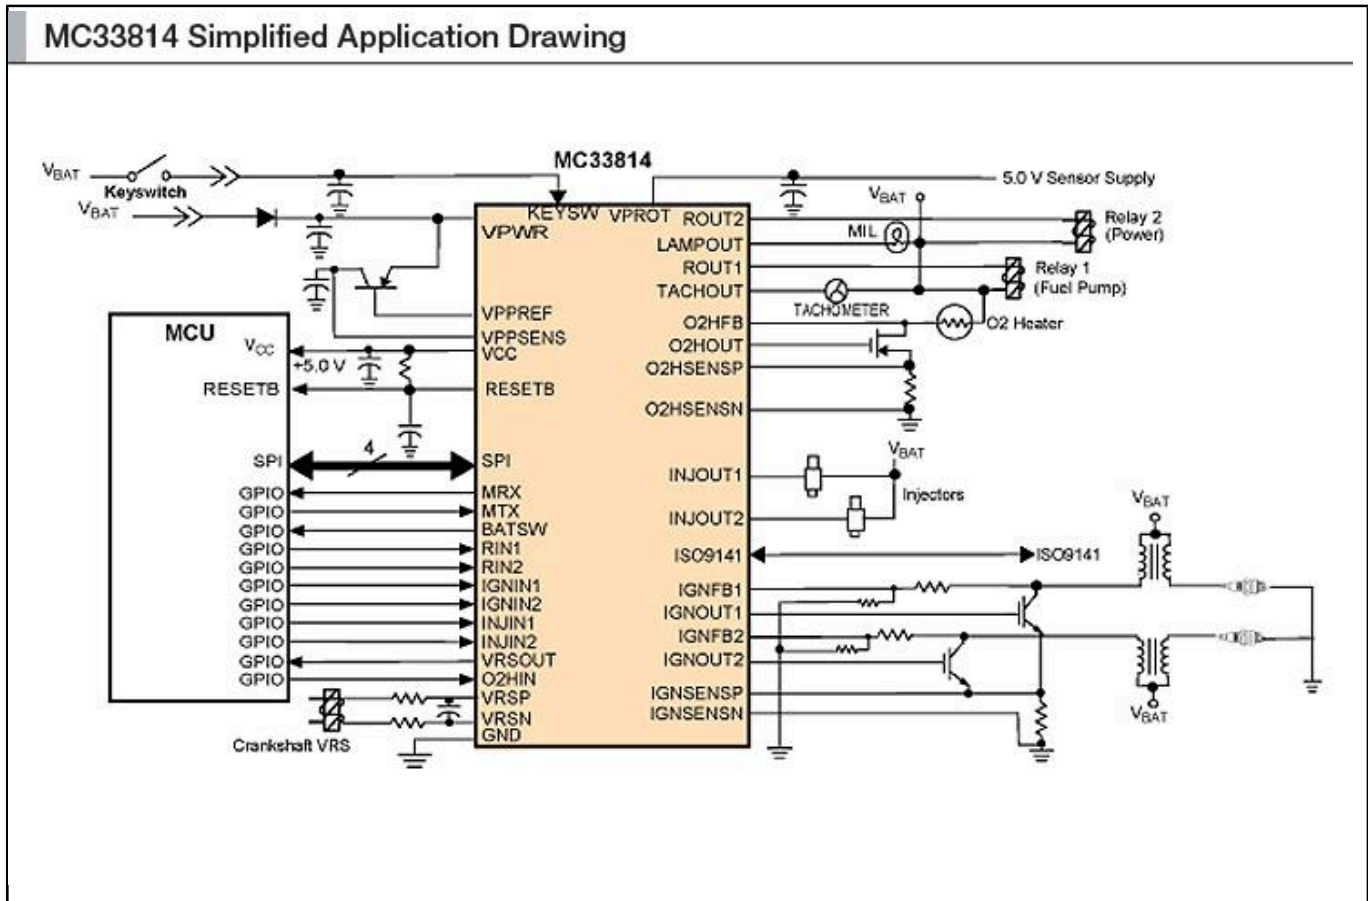 MC33814 Simplified Application Drawing
MC33814
VBAT
Keyswitch
VBAT
5.0 V Sensor Supply
KEYSW
VPROT
VPWR
VPPREF
VPPSENS
VCC
RESETB
SPI
MRX
MTX
BATSW
RIN1
RIN2
IGNIN1
IGNIN2
INJIN1
INJIN2
VRSOUT
O2HIN
VRSP
VRSN
GND
MCU
VCC
+5.0 V
RESETB
SPI
4
GPIO
GPIO
GPIO
GPIO
GPIO
GPIO
GPIO
GPIO
GPIO
GPIO
GPIO
Crankshaft VRS
ROUT2
LAMPOUT
ROUT1
TACHOUT
O2HFB
O2HOUT
O2HSENSP
O2HSENSN
INJOUT1
INJOUT2
ISO9141
IGNFB1
IGNOUT1
IGNFB2
IGNOUT2
IGNSENSP
IGNSENSN
VBAT
MIL
Relay 2
(Power)
Relay 1
(Fuel Pump)
TACHOMETER
O2 Heater
VBAT
Injectors
ISO9141
VBAT
VBAT